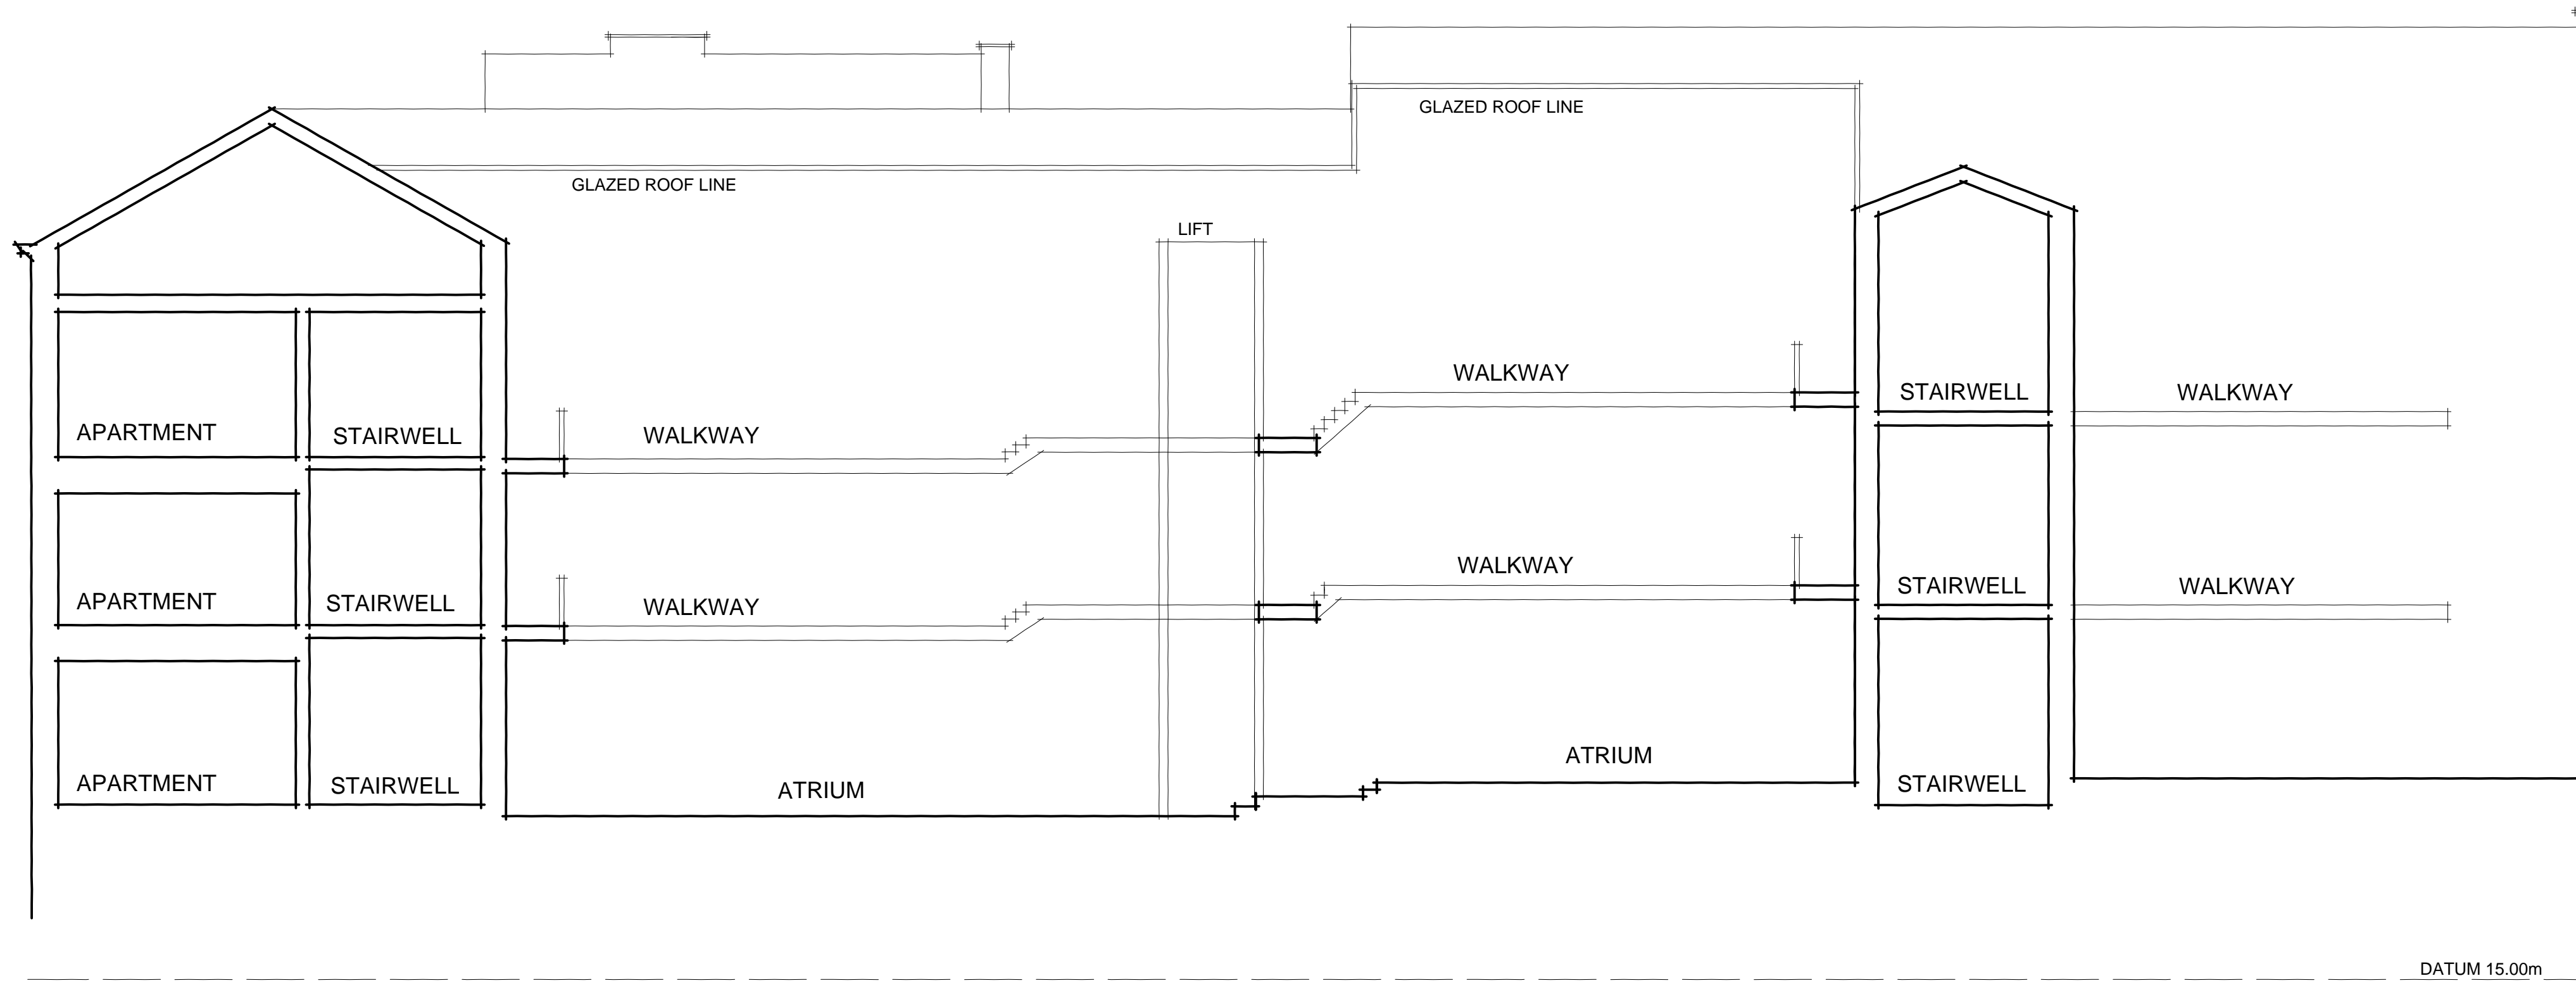 GLAZED ROOF LINE
GLAZED ROOF LINE
LIFT
WALKWAY
STAIRWELL
WALKWAY
APARTMENT
STAIRWELL
WALKWAY
WALKWAY
STAIRWELL
WALKWAY
APARTMENT
STAIRWELL
WALKWAY
ATRIUM
APARTMENT
STAIRWELL
ATRIUM
STAIRWELL
DATUM 15.00m